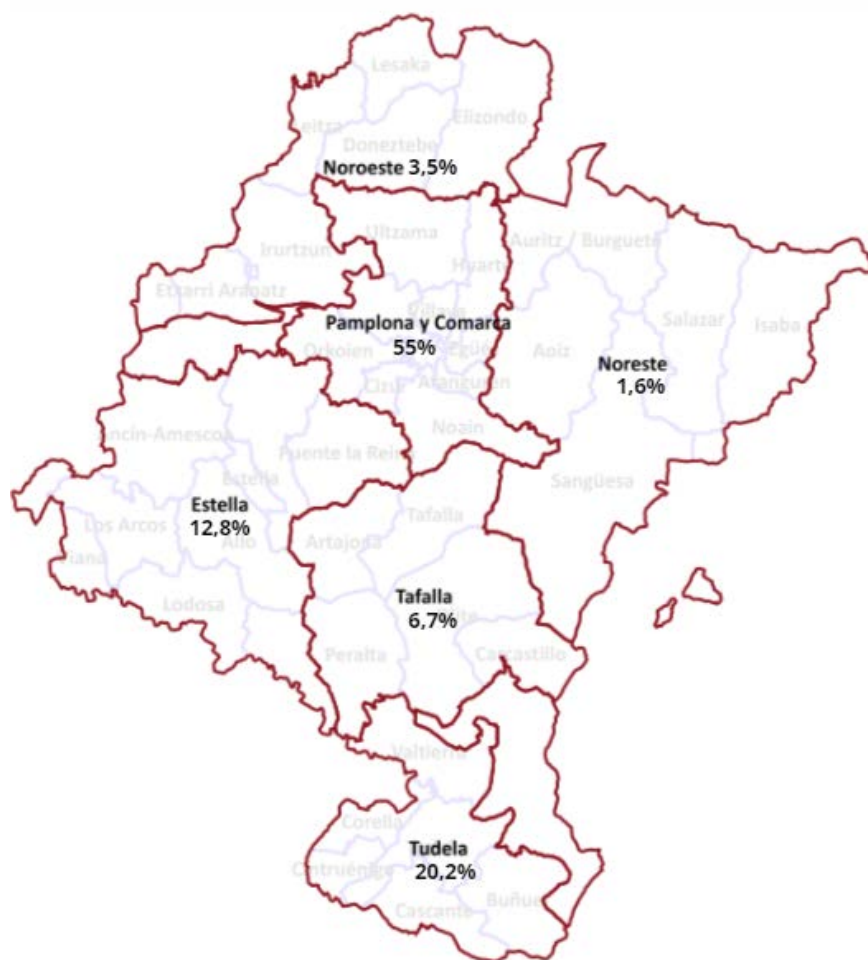 Lesaka
Elizondo
Leitza
Doneztebe
Noroeste 3,5%
Ultzama
Irurtzun
Auritz / Burguete
Huarte
Etxarri Aranatz
Villava
Salazar
Isaba
Pamplona y Comarca
55%
Orkoien
Egüés
Aoiz
Noreste
1,6%
Cizur
Aranguren
Noain
Ancín-Amescoa
Puente la Reina
Estella
Sangüesa
Estella
12,8%
Tafalla
Los Arcos
Allo
Artajona
Viana
Lodosa
Tafalla
6,7%
Peralta
Carcastillo
Valtierra
Corella
Tudela
20,2%
Cintruénigo
Buñuel
Cascante